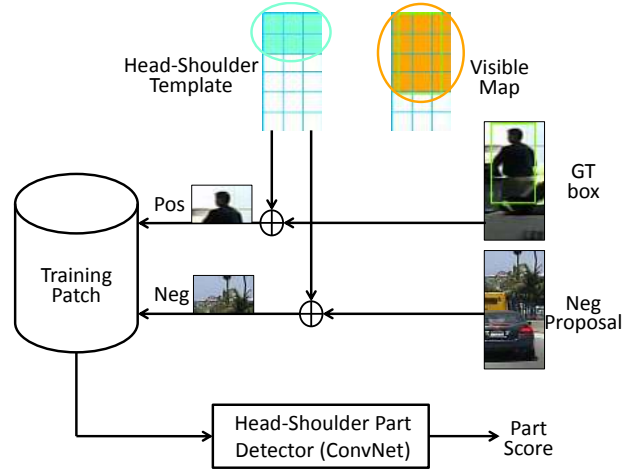 Head-Shoulder
Template
Visible
Map
GT
box
Pos
Training
Patch
Neg
Neg
Proposal
Head-Shoulder Part
Detector (ConvNet)
Part
Score